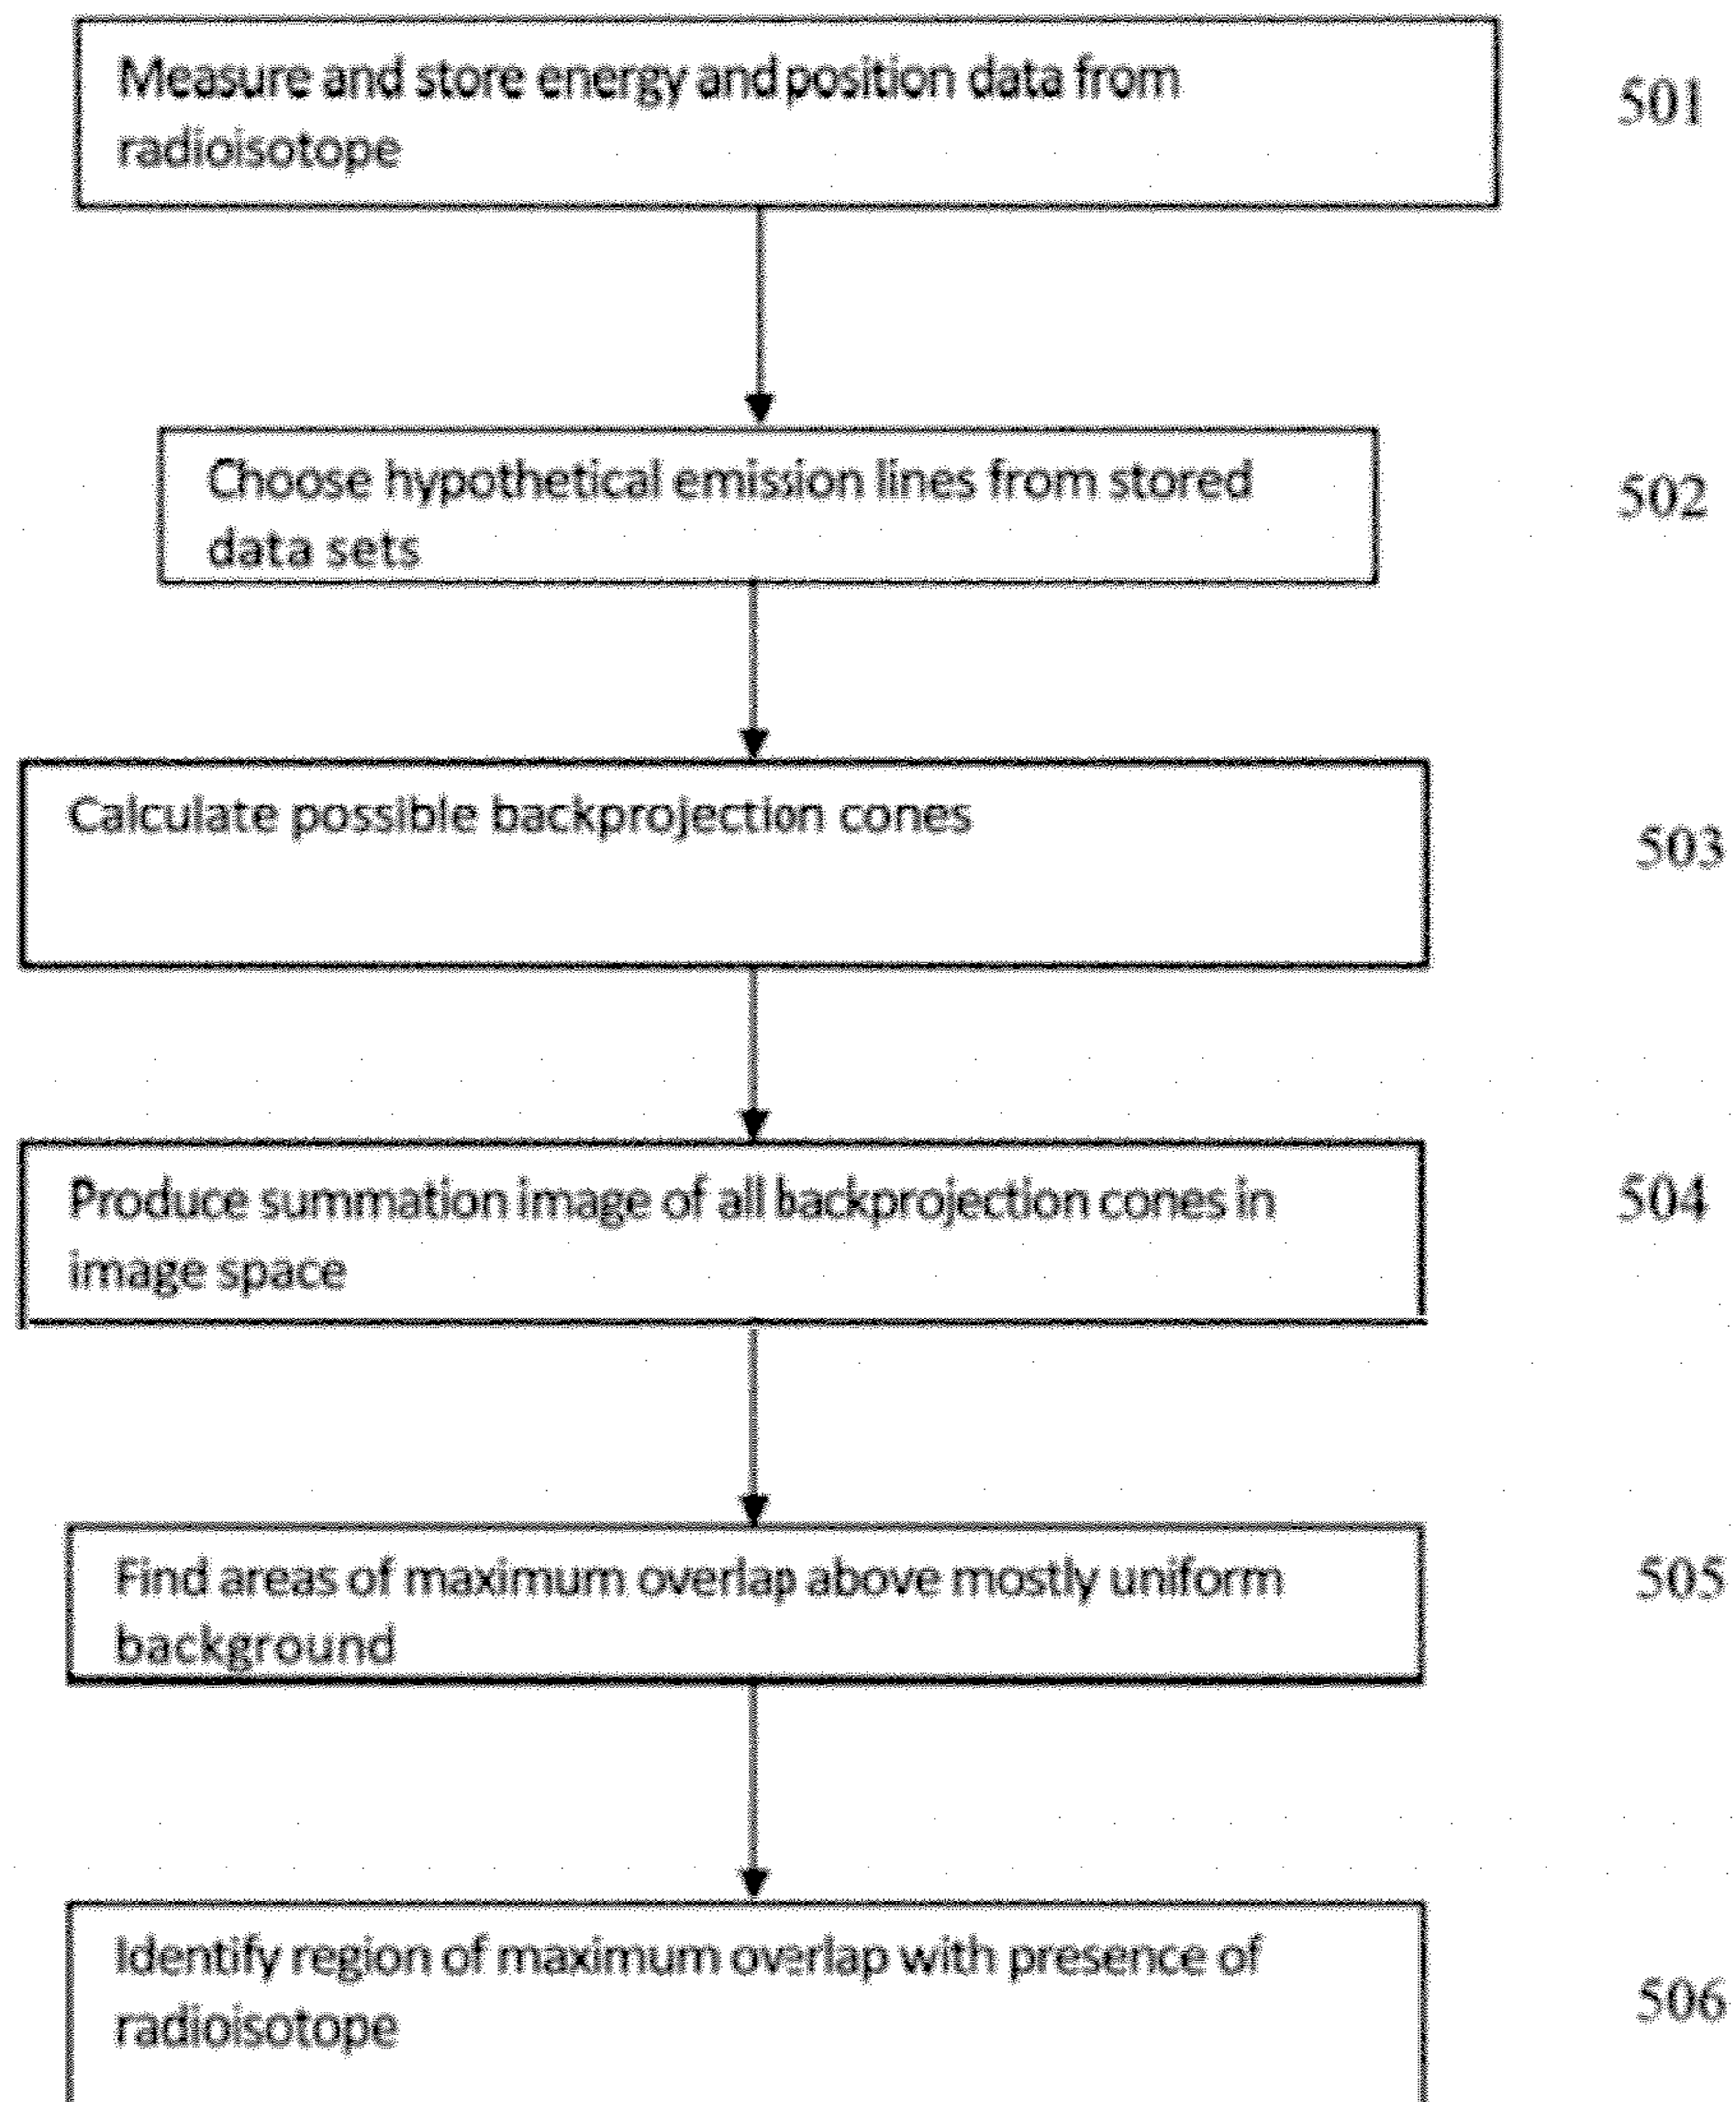 Measure and store energy and position data from
radioisotope
501
Choose hypothetical emission lines from stored
data sets
502
Calculate possible backprojection cones
503
Produce summation image of all backprojection cones in
image space
504
Find areas of maximum overlap above mostly uniform
background
505
Identify region of maximum overlap with presence of
radioisotope
506